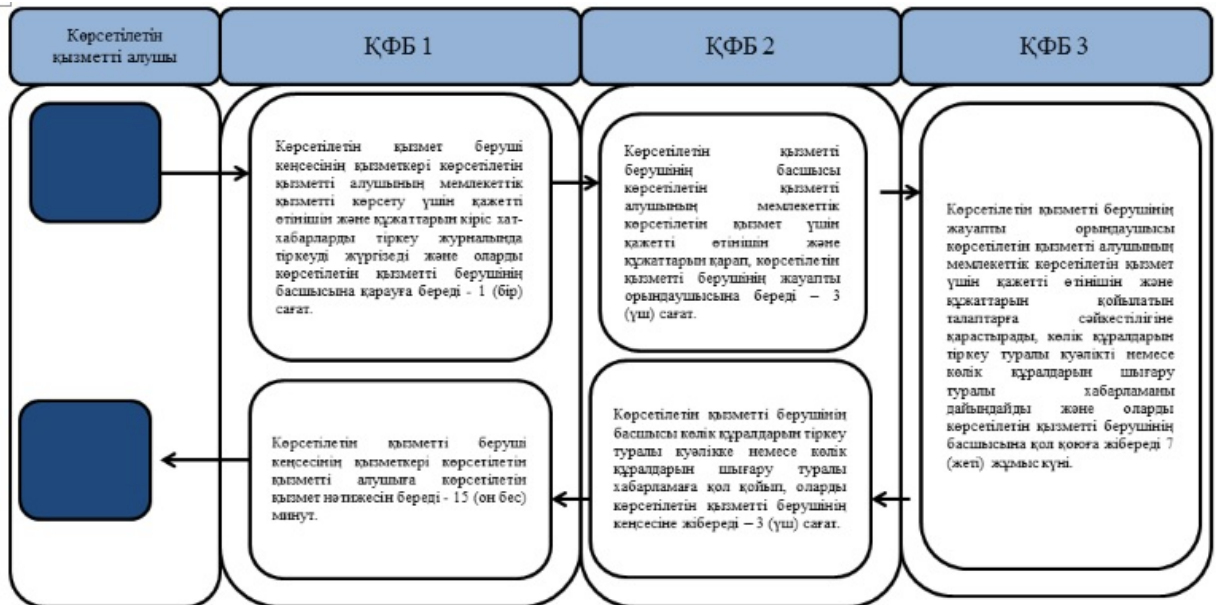 Көрсетілетін
қызметті алушы
ҚФБ 1
ҚФБ 2
ҚФБ 3
Көрсетілетін қызмет беруші
кеңсесінің қызметкері көрсетілетін
қызметті алушының мемлекеттік
қызметті көрсету үшін қажетті
өтінішін және құжаттарын кіріс хат-
хабарларды тіркеу журналында
тіркеуді жүргізеді және оларды
көрсетілетін қызметті берушінің
басшысына қарауға береді - 1 (бір)
сағат.
Көрсетілетін қызметті
берушінің басшысы
көрсетілетін қызметті
алушының мемлекеттік
көрсетілетін қызмет үшін
қажетті өтінішін және
құжаттарын қарап, көрсетілетін
қызметті берушінің жауапты
орындаушысына береді – 3
(үш) сағат.
Көрсетілетін қызметті берушінің
жауапты орындаушысы
көрсетілетін қызметті алушының
мемлекеттік көрсетілетін қызмет
үшін қажетті өтінішін және
құжаттарын қойылатын
талаптарға сәйкестілігіне
қарастырады, көлік құралдарын
тіркеу туралы куәлікті немесе
көлік құралдарын шығару
туралы хабарламаны
дайындайды және оларды
көрсетілетін қызметті берушінің
басшысына қол қоюға жібереді 7
(жеті) жұмыс күні.
Көрсетілетін қызметті берушінің
басшысы көлік құралдарын тіркеу
туралы куәлікке немесе көлік
құралдарын шығару туралы
хабарламаға қол қойып, оларды
көрсетілетін қызметті берушінің
кеңсесіне жібереді – 3 (үш) сағат.
Көрсетілетін қызметті беруші
кеңсесінің қызметкері көрсетілетін
қызметті алушыға көрсетілетін
қызмет нәтижесін береді - 15 (он бес)
минут.